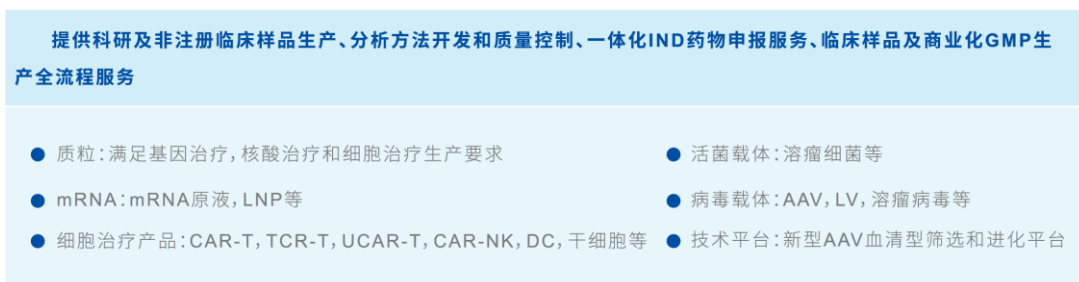 提供科研及非注册临床样品生产、分析方法开发和质量控制、一体化IND药物申报服务、临床样品及商业化GMP生
产全流程服务
● 质粒：满足基因治疗，核酸治疗和细胞治疗生产要求
● mRNA：mRNA原液，LNP等
● 细胞治疗产品：CAR-T，TCR-T，UCAR-T，CAR-NK，DC，干细胞等
● 活菌载体：溶瘤细菌等
● 病毒载体：AAV，LV，溶瘤病毒等
● 技术平台：新型AAV血清型筛选和进化平台